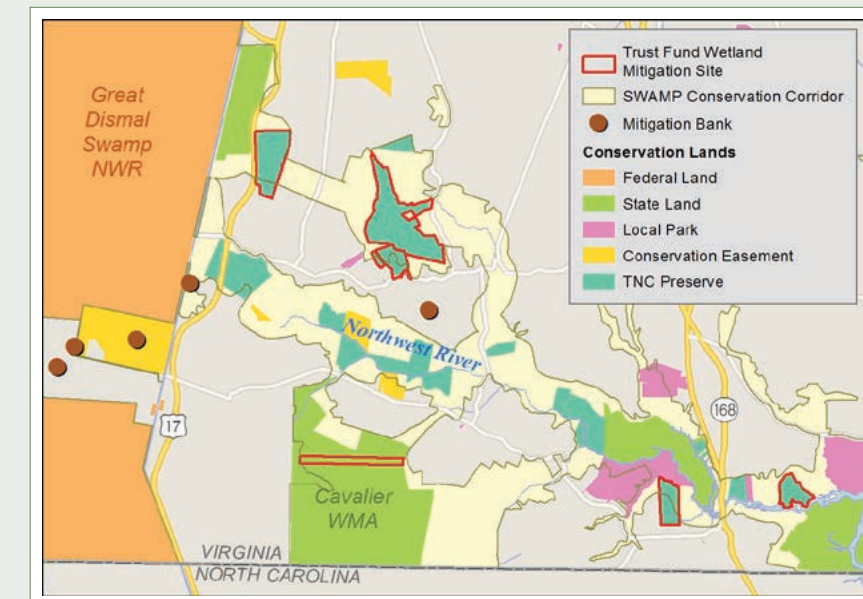 Great
Dismal
Swamp
NWR
Trust Fund Wetland
Mitigation Site
SWAMP Conservation Corridor
Mitigation Bank
Conservation Lands
Federal Land
State Land
Local Park
Conservation Easement
TNC Preserve
Northwest River
17
168
Cavalier
WMA
VIRGINIA
NORTH CAROLINA